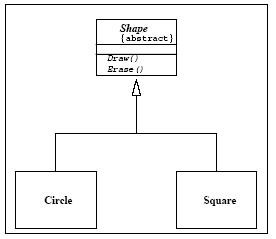 Shape
{abstract}
Draw()
Erase()
Circle
Square